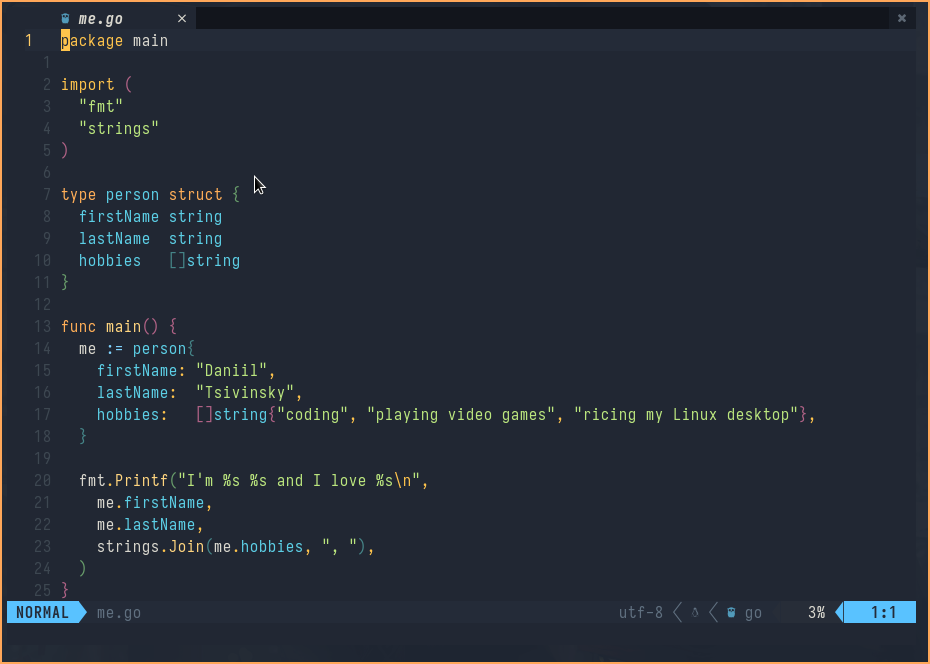 me.go ✕ ✖
1 package main
1
2 import (
3   "fmt"
4   "strings"
5 )
6
7 type person struct {
8   firstName string
9   lastName  string
10   hobbies   []string
11 }
12
13 func main() {
14   me := person{
15     firstName: "Daniil",
16     lastName:  "Tsivinsky",
17     hobbies:   []string{"coding", "playing video games", "ricing my Linux desktop"},
18   }
19
20   fmt.Printf("I'm %s %s and I love %s\n",
21     me.firstName,
22     me.lastName,
23     strings.Join(me.hobbies, ", "),
24   )
25 }
NORMAL me.go utf-8 go 3% 1:1